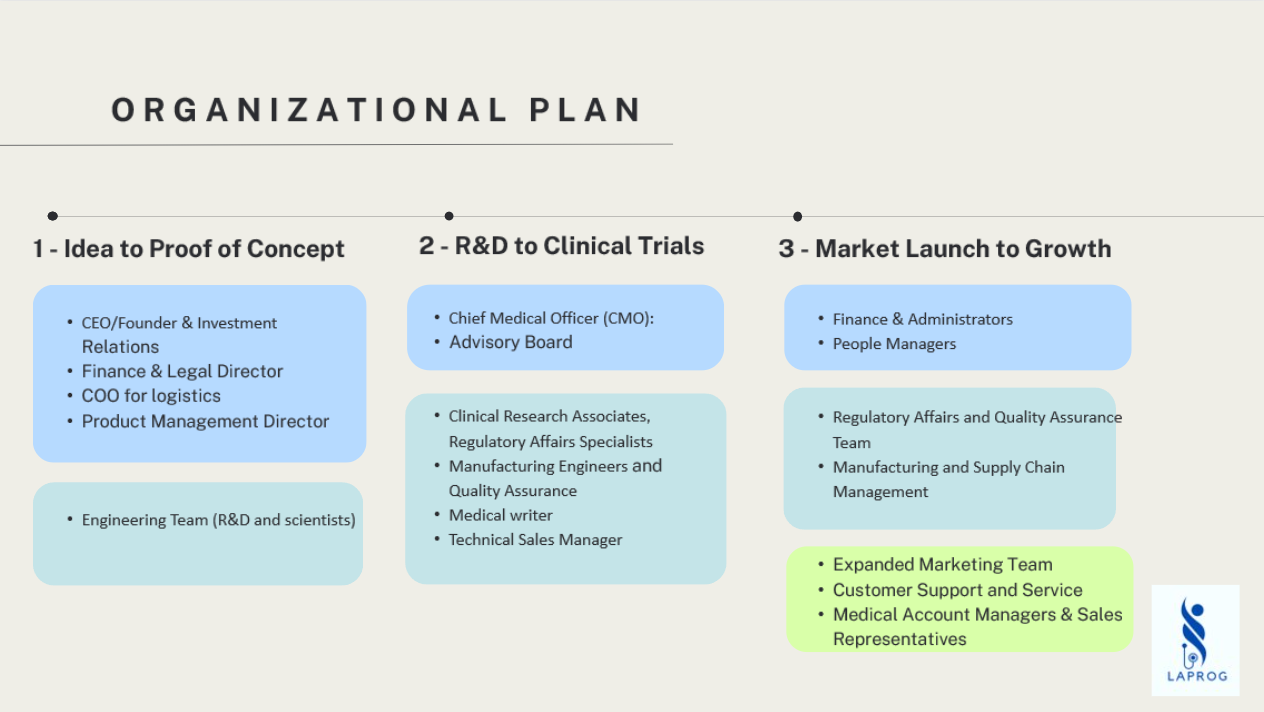 ORGANIZATIONAL PLAN
1 - Idea to Proof of Concept
• CEO/Founder & Investment
Relations
• Finance & Legal Director
• COO for logistics
• Product Management Director
• Engineering Team (R&D and scientists)
2 - R&D to Clinical Trials
• Chief Medical Officer (CMO):
• Advisory Board
• Clinical Research Associates,
Regulatory Affairs Specialists
• Manufacturing Engineers and
Quality Assurance
• Medical writer
• Technical Sales Manager
3 - Market Launch to Growth
• Finance & Administrators
• People Managers
• Regulatory Affairs and Quality Assurance
Team
• Manufacturing and Supply Chain
Management
• Expanded Marketing Team
• Customer Support and Service
• Medical Account Managers & Sales
Representatives
LAPROG